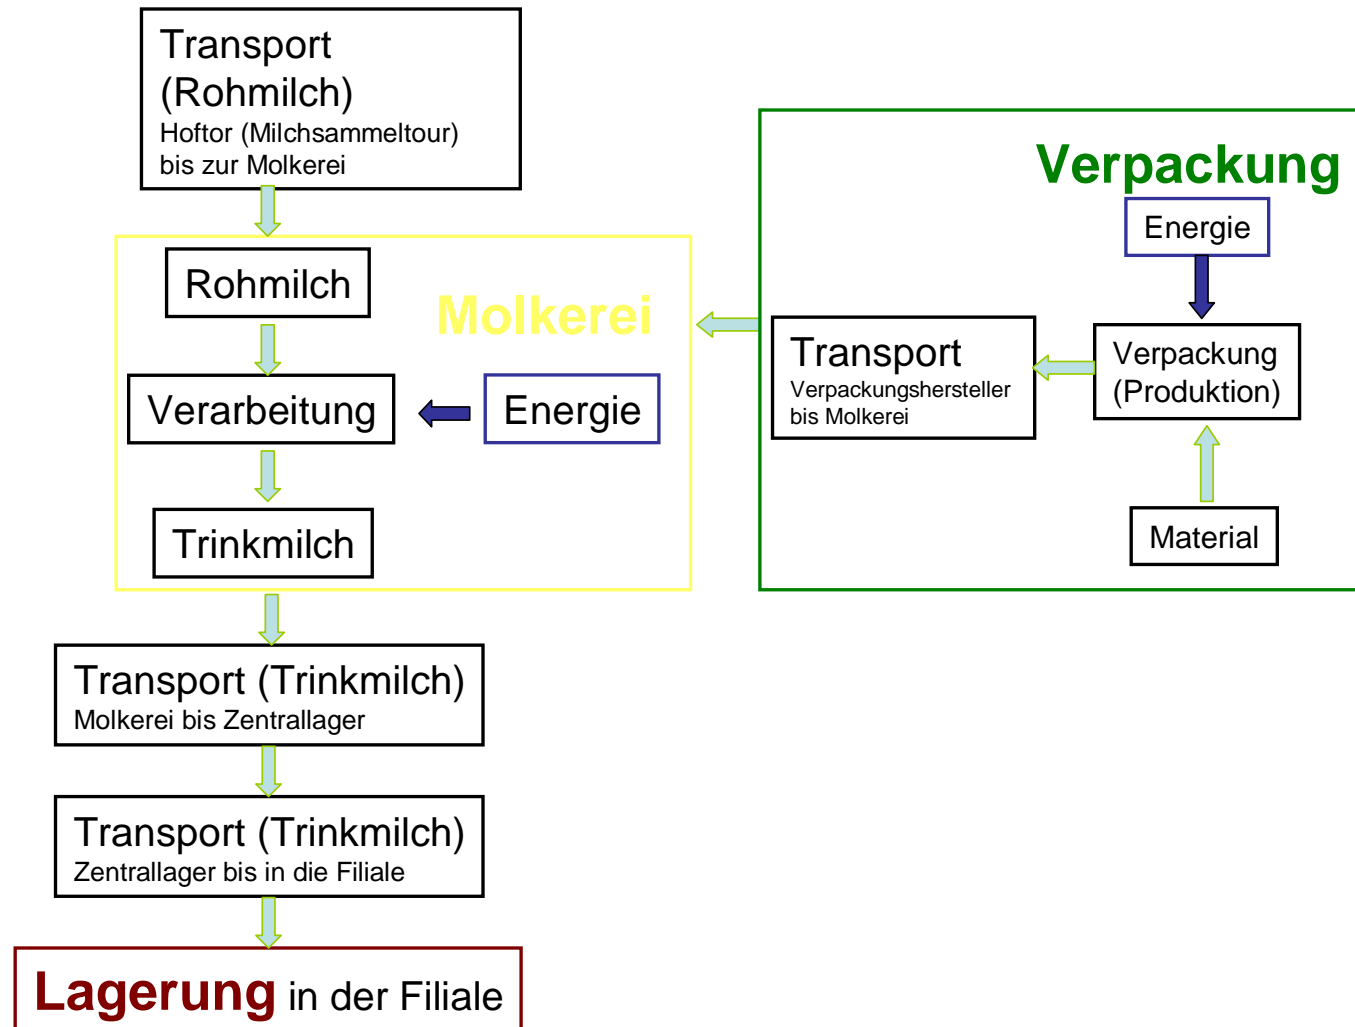 Transport
(Rohmilch)
Hoftor (Milchsammeltour)
bis zur Molkerei
Rohmilch
Molkerei
Verarbeitung
Energie
Trinkmilch
Verpackung
Energie
Verpackung
(Produktion)
Transport
Verpackungshersteller
bis Molkerei
Material
Transport (Trinkmilch)
Molkerei bis Zentrallager
Transport (Trinkmilch)
Zentrallager bis in die Filiale
Lagerung in der Filiale